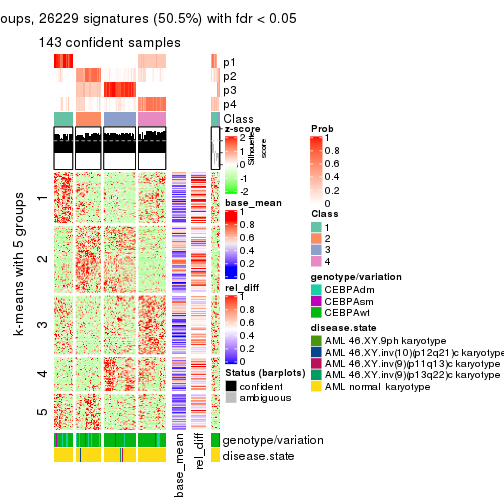 oups, 26229 signatures (50.5%) with fdr < 0.05
143 confident samples
p1
p2
p3
p4
Class
Silhouette
score
1
2
3
4
5
k-means with 5 groups
z-score
2
1
0
-1
-2
base_mean
1
0.8
0.6
0.4
0.2
0
rel_diff
1
0.8
0.6
0.4
0.2
0
Status (barplots)
confident
ambiguous
Prob
1
0.8
0.6
0.4
0.2
0
Class
1
2
3
4
genotype/variation
CEBPAdm
CEBPAsm
CEBPAwt
disease.state
AML 46.XY.9ph karyotype
AML 46.XY.inv(10)(p12q21)c karyotype
AML 46.XY.inv(9)(p11q13)c karyotype
AML 46.XY.inv(9)(p13q22)c karyotype
AML normal karyotype
genotype/variation
disease.state
base_mean
rel_diff